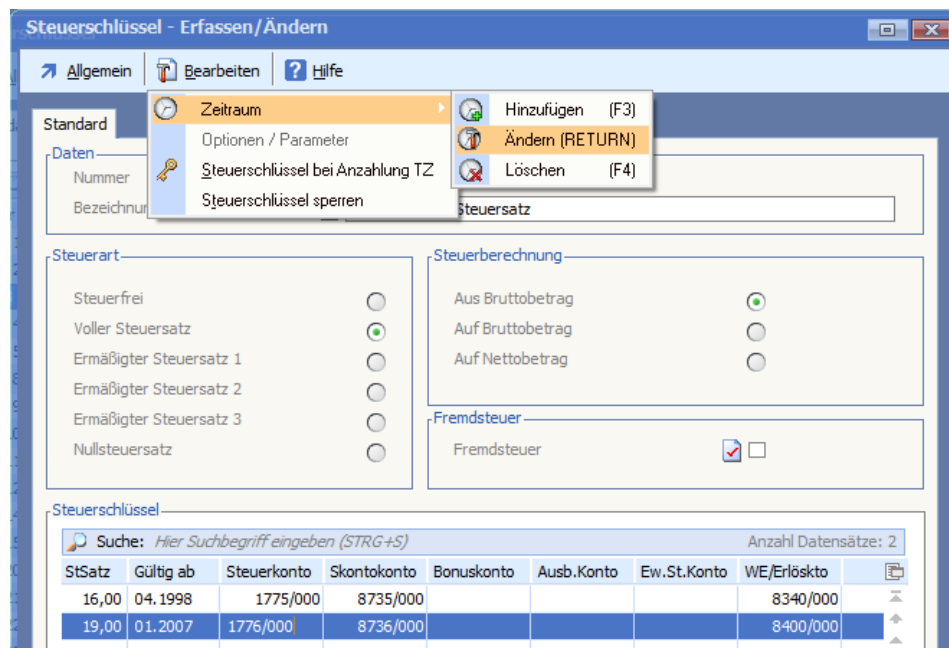 Steuerschlüssel - Erfassen/Ändern
Allgemein Bearbeiten Hilfe
Zeitraum
Optionen / Parameter
Steuerschlüssel bei Anzahlung TZ
Steuerschlüssel sperren
Hinzufügen (F3)
Ändern (RETURN)
Löschen (F4)
Standard
Daten
Nummer
Steuersatz
Steuerart
Steuerfrei
Voller Steuersatz
Ermäßigter Steuersatz 1
Ermäßigter Steuersatz 2
Ermäßigter Steuersatz 3
Nullsteuersatz
Steuerberechnung
Aus Bruttobetrag
Auf Bruttobetrag
Auf Nettobetrag
Fremdsteuer
Fremdsteuer
Steuerschlüssel
Suche: Hier Suchbegriff eingeben (STRG+S) Anzahl Datensätze: 2
StSatz Gültig ab Steuerkonto Skontokonto Bonuskonto Ausb.Konto Ew.St.Konto WE/Erlöskto
16,00 04.1998 1775/000 8735/000 8340/000
19,00 01.2007 1776/000 8736/000 8400/000